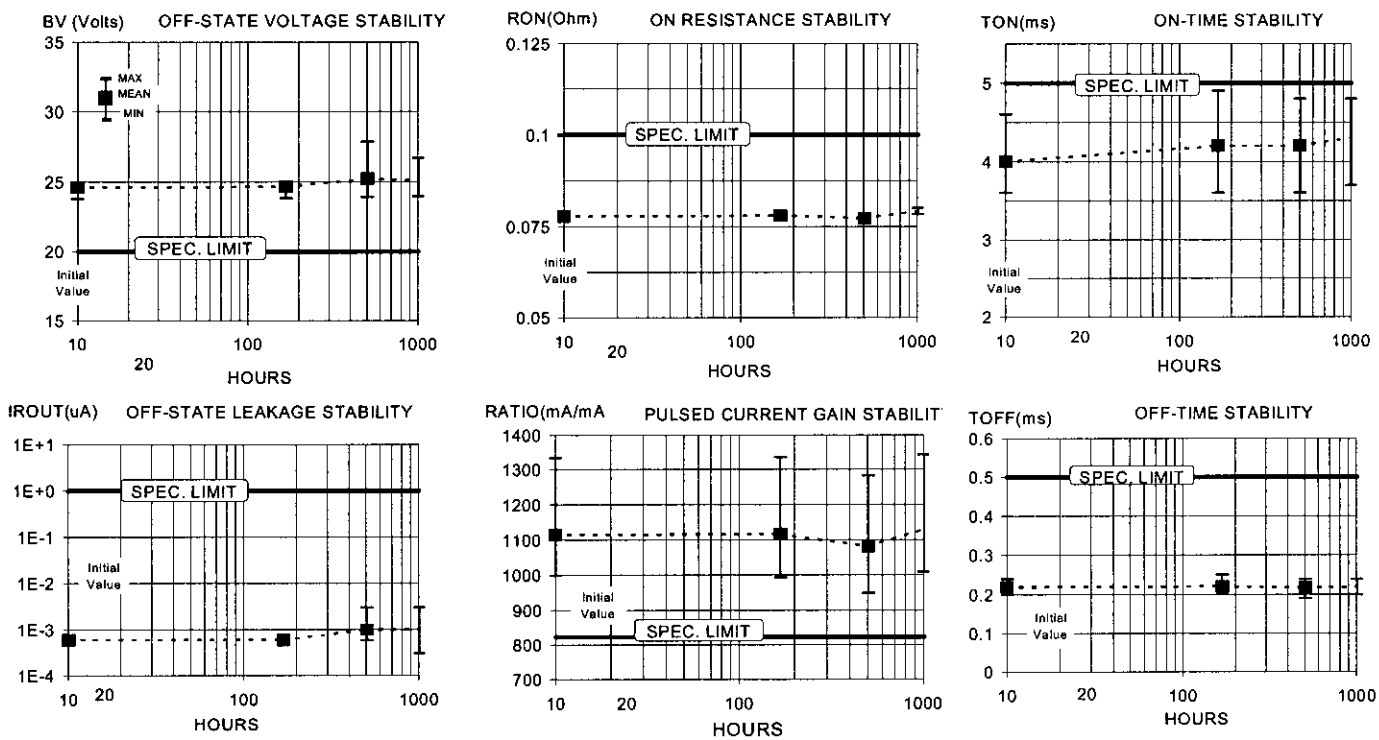 BV (Volts) OFF-STATE VOLTAGE STABILITY
35
30
25
20
15
MAX
MEAN
MIN
SPEC. LIMIT
Initial
Value
10 100 1000
20
HOURS
RON(Ohm) ON RESISTANCE STABILITY
0.125
0.1
0.075
0.05
SPEC. LIMIT
Initial
Value
10 100 1000
20
HOURS
TON(ms) ON-TIME STABILITY
5
4
3
2
SPEC. LIMIT
Initial
Value
10 20 100 1000
HOURS
IROUT(uA) OFF-STATE LEAKAGE STABILITY
1E+1
1E+0
1E-1
1E-2
1E-3
1E-4
SPEC. LIMIT
Initial
Value
10 20 100 1000
HOURS
RATIO(mA/mA PULSED CURRENT GAIN STABILIT
1400
1300
1200
1100
1000
900
800
700
Initial
Value
SPEC. LIMIT
10 20 100 1000
HOURS
TOFF(ms) OFF-TIME STABILITY
0.6
0.5
0.4
0.3
0.2
0.1
0
SPEC. LIMIT
Initial
Value
10 20 100 1000
HOURS